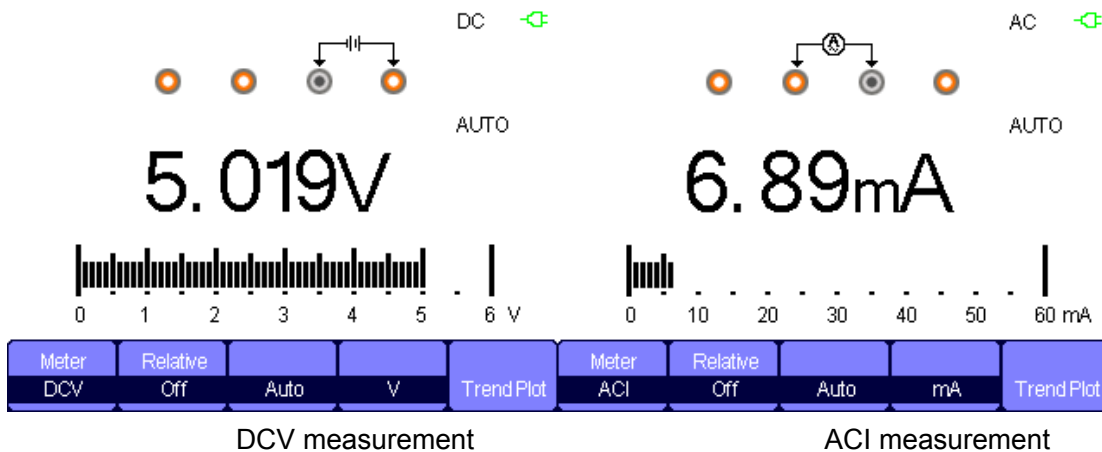 DC
AUTO
5.019V
0 1 2 3 4 5 6 V
Meter Relative
DCV Off Auto V Trend Plot
DCV measurement
AC
A
AUTO
6.89mA
0 10 20 30 40 50 60 mA
Meter Relative
ACI Off Auto mA Trend Plot
ACI measurement